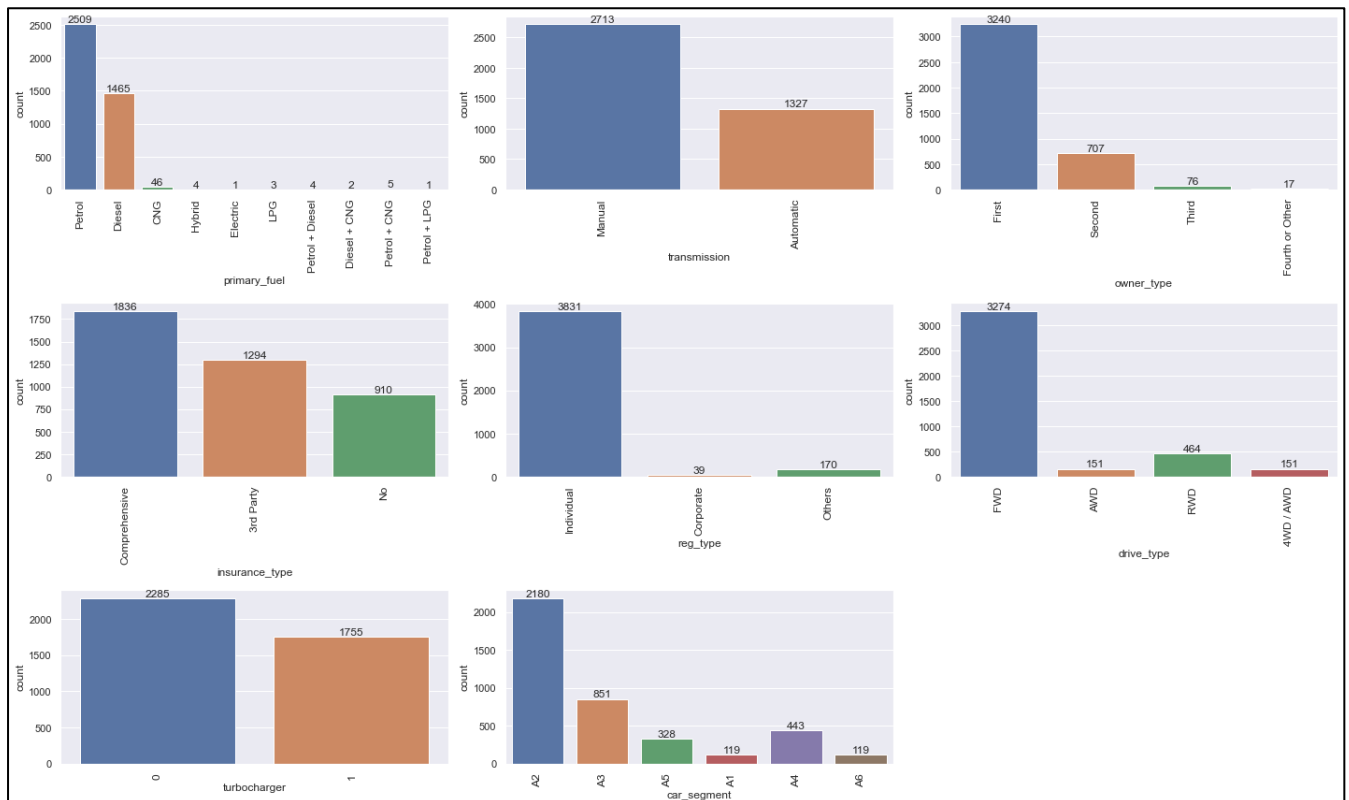 2509
2500
2000
1500
1000
500
0
count
1465
46
4
1
3
4
2
5
1
Petrol
Diesel
CNG
Hybrid
Electric
LPG
Petrol + Diesel
Diesel + CNG
Petrol + CNG
Petrol + LPG
primary_fuel
2713
2500
2000
1500
1000
500
0
count
1327
Manual
Automatic
transmission
3240
3000
2500
2000
1500
1000
500
0
count
707
76
17
First
Second
Third
Fourth or Other
owner_type
1836
1750
1500
1250
1000
750
500
250
0
count
1294
910
Comprehensive
3rd Party
No
insurance_type
4000
3000
2000
1000
0
count
3831
39
170
Individual
Corporate
Others
reg_type
3274
3000
2500
2000
1500
1000
500
0
count
151
464
151
FWD
AWD
RWD
4WD / AWD
drive_type
2285
2000
1500
1000
500
0
count
1755
0
1
turbocharger
2180
2000
1500
1000
500
0
count
851
328
119
443
119
A2
A3
A5
A1
A4
A6
car_segment